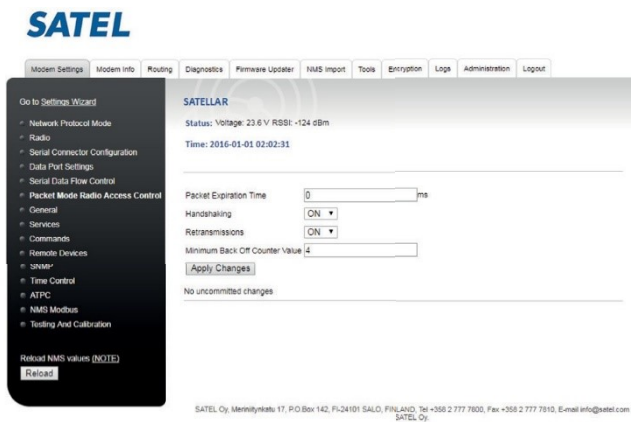 SATEL
Modem Settings
Modem Info
Routing
Diagnostics
Firmware Updater
NMS Import
Tools
Encryption
Logs
Administration
Logout
Go to Settings Wizard
Network Protocol Mode
Radio
Serial Connector Configuration
Data Port Settings
Serial Data Flow Control
Packet Mode Radio Access Control
General
Services
Commands
Remote Devices
SNMP
Time Control
ATPC
NMS Modbus
Testing And Calibration
Reload NMS values (NOTE)
Reload
SATELLAR
Status: Voltage: 23.6 V RSSI: -124 dBm
Time: 2016-01-01 02:02:31
Packet Expiration Time 0 ms
Handshaking ON
Retransmissions ON
Minimum Back Off Counter Value 4
Apply Changes
No uncommitted changes
SATEL Oy, Meriniitynkatu 17, P.O.Box 142, FI-24101 SALO, FINLAND, Tel +358 2 777 7800, Fax +358 2 777 7810, E-mail info@satel.com
SATEL Oy.